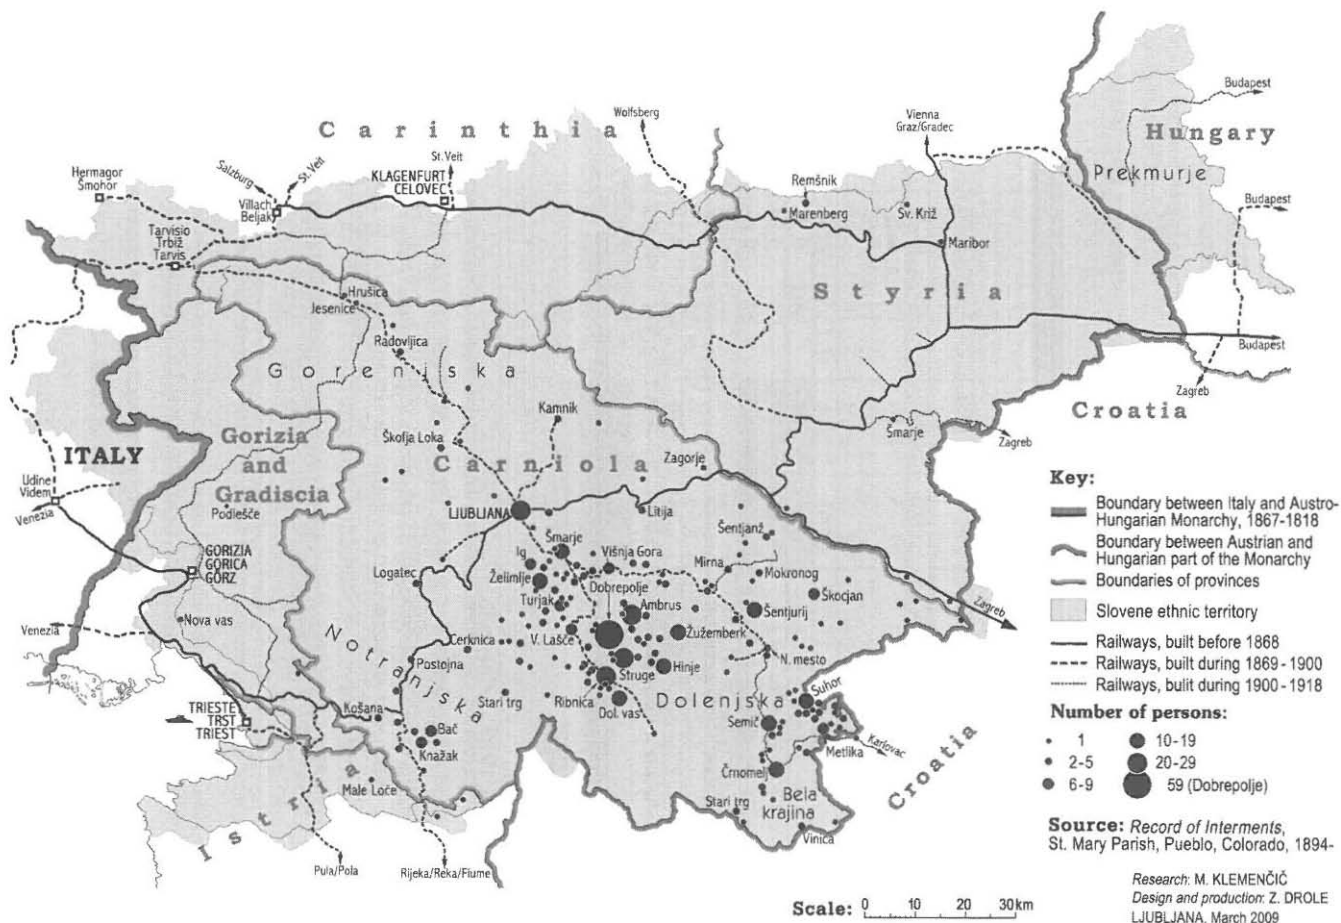 Budapest
Hungary
Prekmurje
Budapest
Wolfsberg
Vienna
Graz/Gradec
Carinthia
Hermagor
Šmohor
Salzburg
St. Veit
St. Veit
KLAGENFURT
CELOVEC
Villach
Beljak
Remšnik
Marenberg
Sv. Križ
Maribor
Tarvisio
Trbiž
Tarvis
Hrušica
Jesenice
Styria
Radovljica
Gorenjska
Budapest
Zagreb
Kamnik
Croatia
Šmarje
Zagreb
Škofja Loka
Gorizia
and
Gradiscia
ITALY
Carniola
Zagorje
Udine
Videm
Venezia
Podlešče
LJUBLJANA
Litija
Šentjanž
Šmarje
Ig
Višnja Gora
Mirna
Mokronog
GORIZIA
GORICA
GÖRZ
Logatec
Želimlje
Dobrepolje
Škocjan
Turjak
Ambrus
Šentjurij
Zagreb
Nova vas
Venezia
Notranjska
Cerknica
V. Lašče
Žužemberk
Postojna
N. mesto
Struge
Hinje
Suhor
Stari trg
Ribnica
Dol. vas
Dolenjska
TRIESTE
TRST
TRIEST
Košana
Bač
Knažak
Semič
Metlika
Karlovac
Croatia
Istria
Male Loče
Črnomelj
Stari trg
Bela
krajina
Vinica
Pula/Pola
Rijeka/Reka/Fiume
Key:
Boundary between Italy and Austro-
Hungarian Monarchy, 1867-1818
Boundary between Austrian and
Hungarian part of the Monarchy
Boundaries of provinces
Slovene ethnic territory
Railways, built before 1868
Railways, built during 1869-1900
Railways, bulit during 1900-1918
Number of persons:
1
10-19
2-5
20-29
6-9
59 (Dobrepolje)
Source: Record of Interments,
St. Mary Parish, Pueblo, Colorado, 1894-
Research: M. KLEMENČIČ
Design and production: Z. DROLE
LJUBLJANA, March 2009
Scale: 0 10 20 30 km